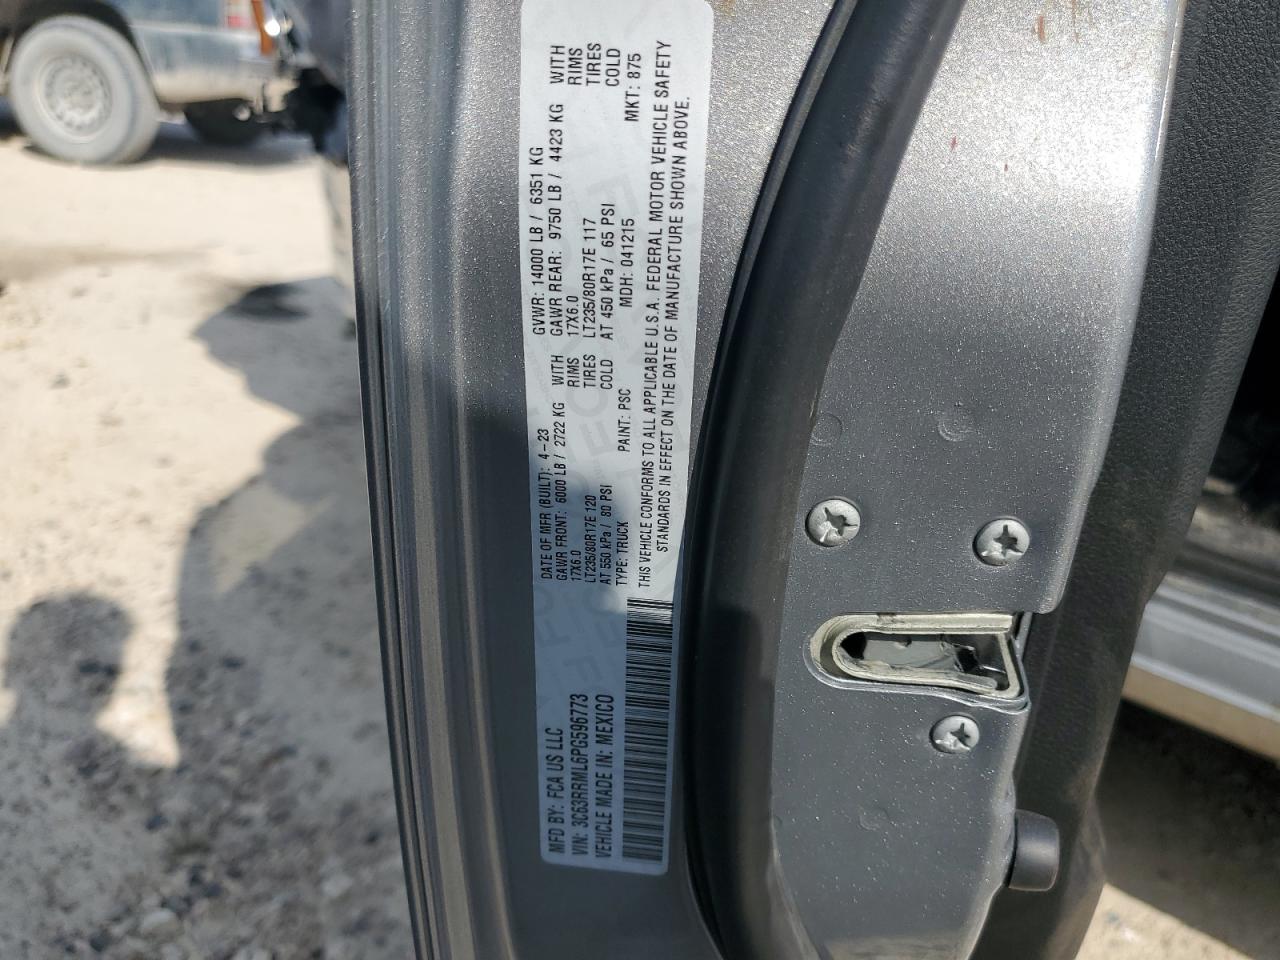 MFD BY: FCA US LLC
VIN: 3C63RRML6PG596773
VEHICLE MADE IN: MEXICO
DATE OF MFR (BUILT): 4-23 GVWR: 14000 LB / 6351 KG
GAWR FRONT: 6000 LB / 2722 KG WITH GAWR REAR: 9750 LB / 4423 KG WITH
17X6.0 RIMS 17X6.0 RIMS
LT235/80R17E 120 TIRES LT235/80R17E 117 TIRES
AT 550 kPa / 80 PSI COLD AT 450 kPa / 65 PSI COLD
TYPE: TRUCK PAINT: PSC MDH: 041215 MKT: 875
THIS VEHICLE CONFORMS TO ALL APPLICABLE U.S.A. FEDERAL MOTOR VEHICLE SAFETY
STANDARDS IN EFFECT ON THE DATE OF MANUFACTURE SHOWN ABOVE.